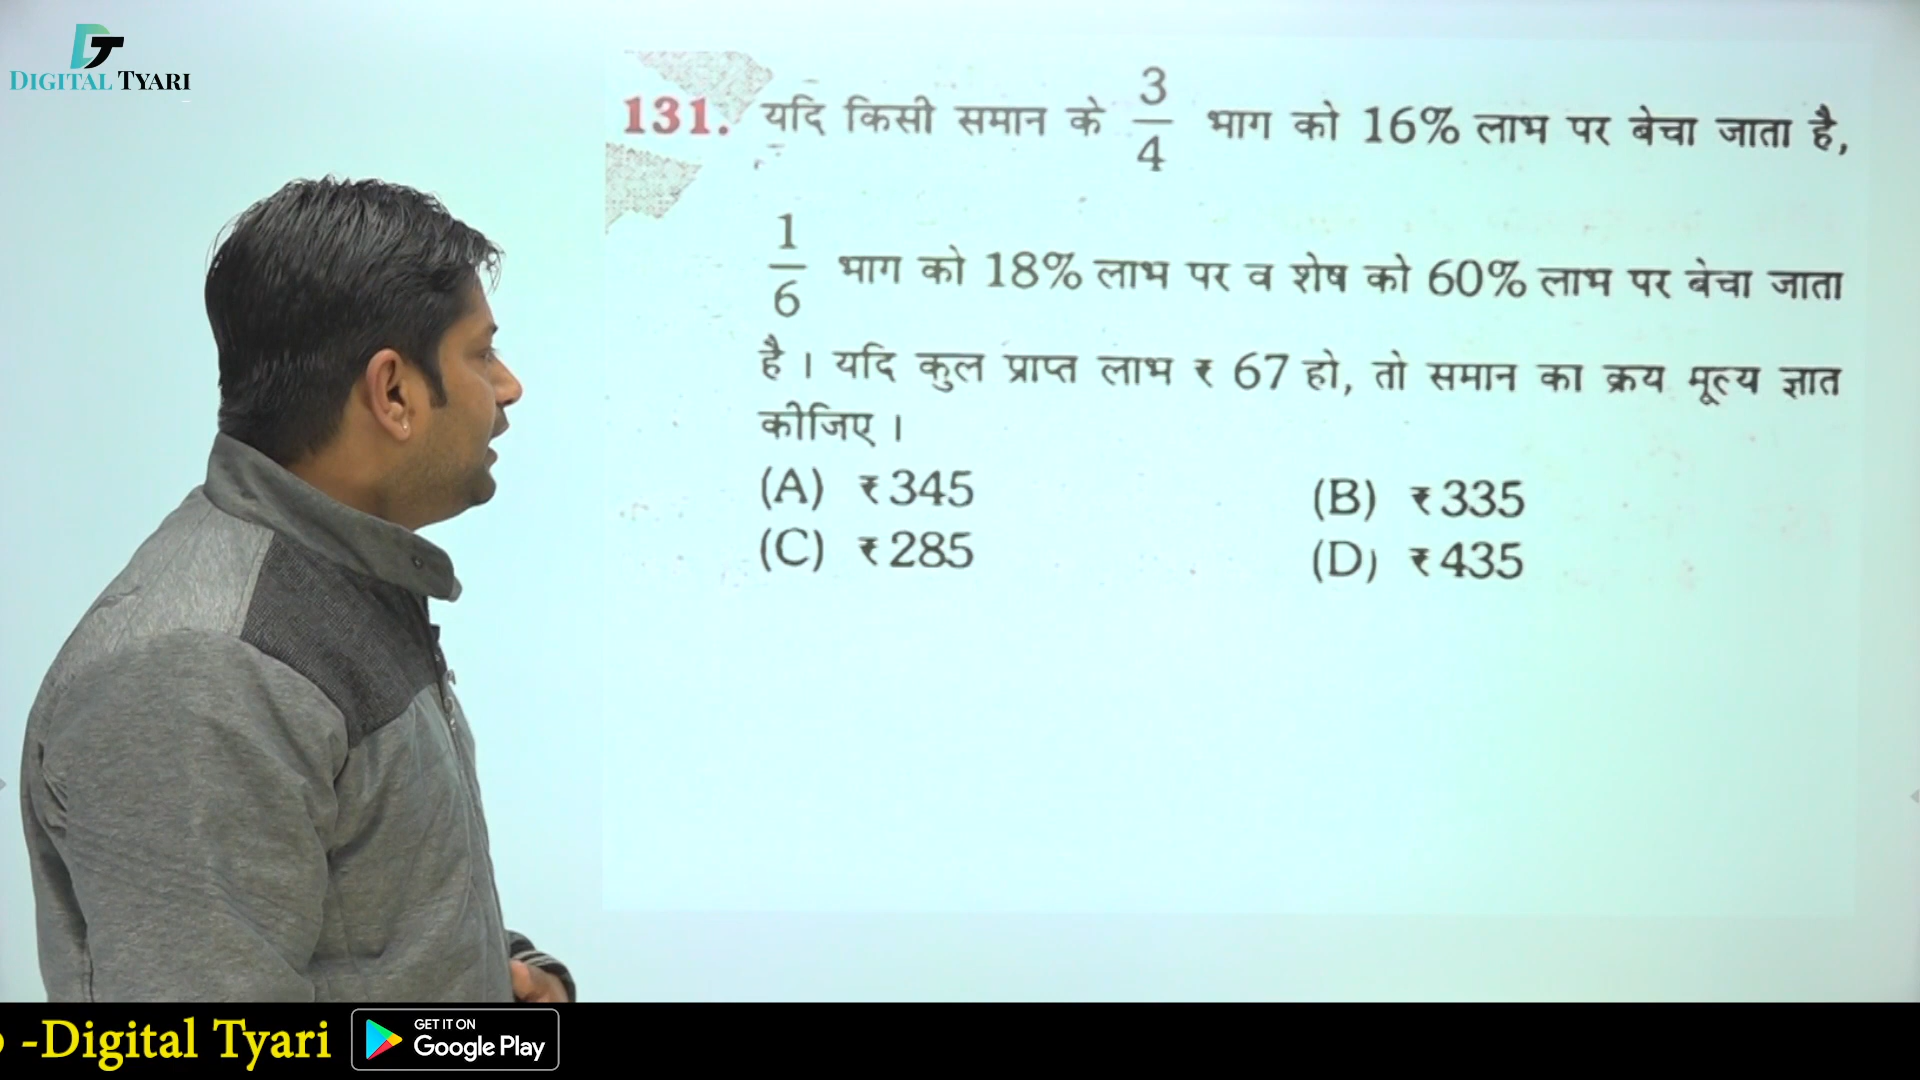 DT
DIGITAL TYARI
131. यदि किसी समान के 3/4 भाग को 16% लाभ पर बेचा जाता है,
1/6 भाग को 18% लाभ पर व शेष को 60% लाभ पर बेचा जाता
है। यदि कुल प्राप्त लाभ ₹ 67 हो, तो समान का क्रय मूल्य ज्ञात
कीजिए।
(A) ₹345 (B) ₹335
(C) ₹285 (D) ₹435
-Digital Tyari GET IT ON Google Play